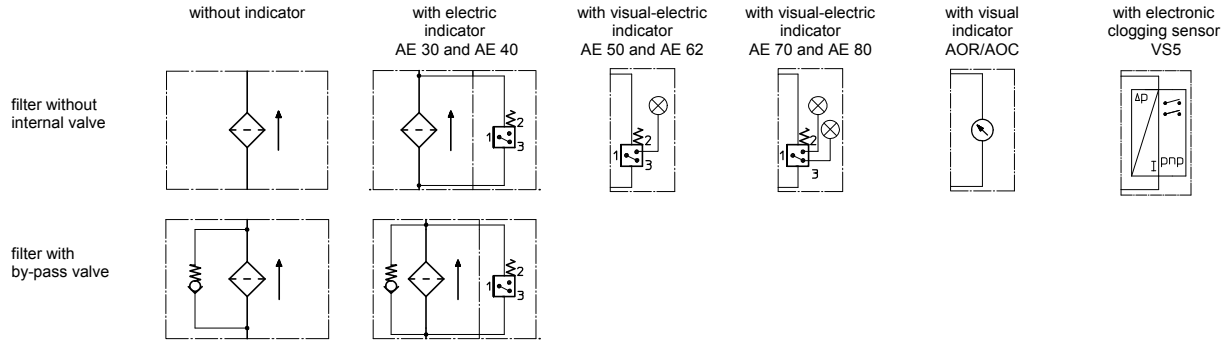 without indicator
with electric
indicator
AE 30 and AE 40
with visual-electric
indicator
AE 50 and AE 62
with visual-electric
indicator
AE 70 and AE 80
with visual
indicator
AOR/AOC
with electronic
clogging sensor
VS5
filter without
internal valve
1
2
3
1
2
3
1
2
3
Δp
I
pnp
filter with
by-pass valve
1
2
3